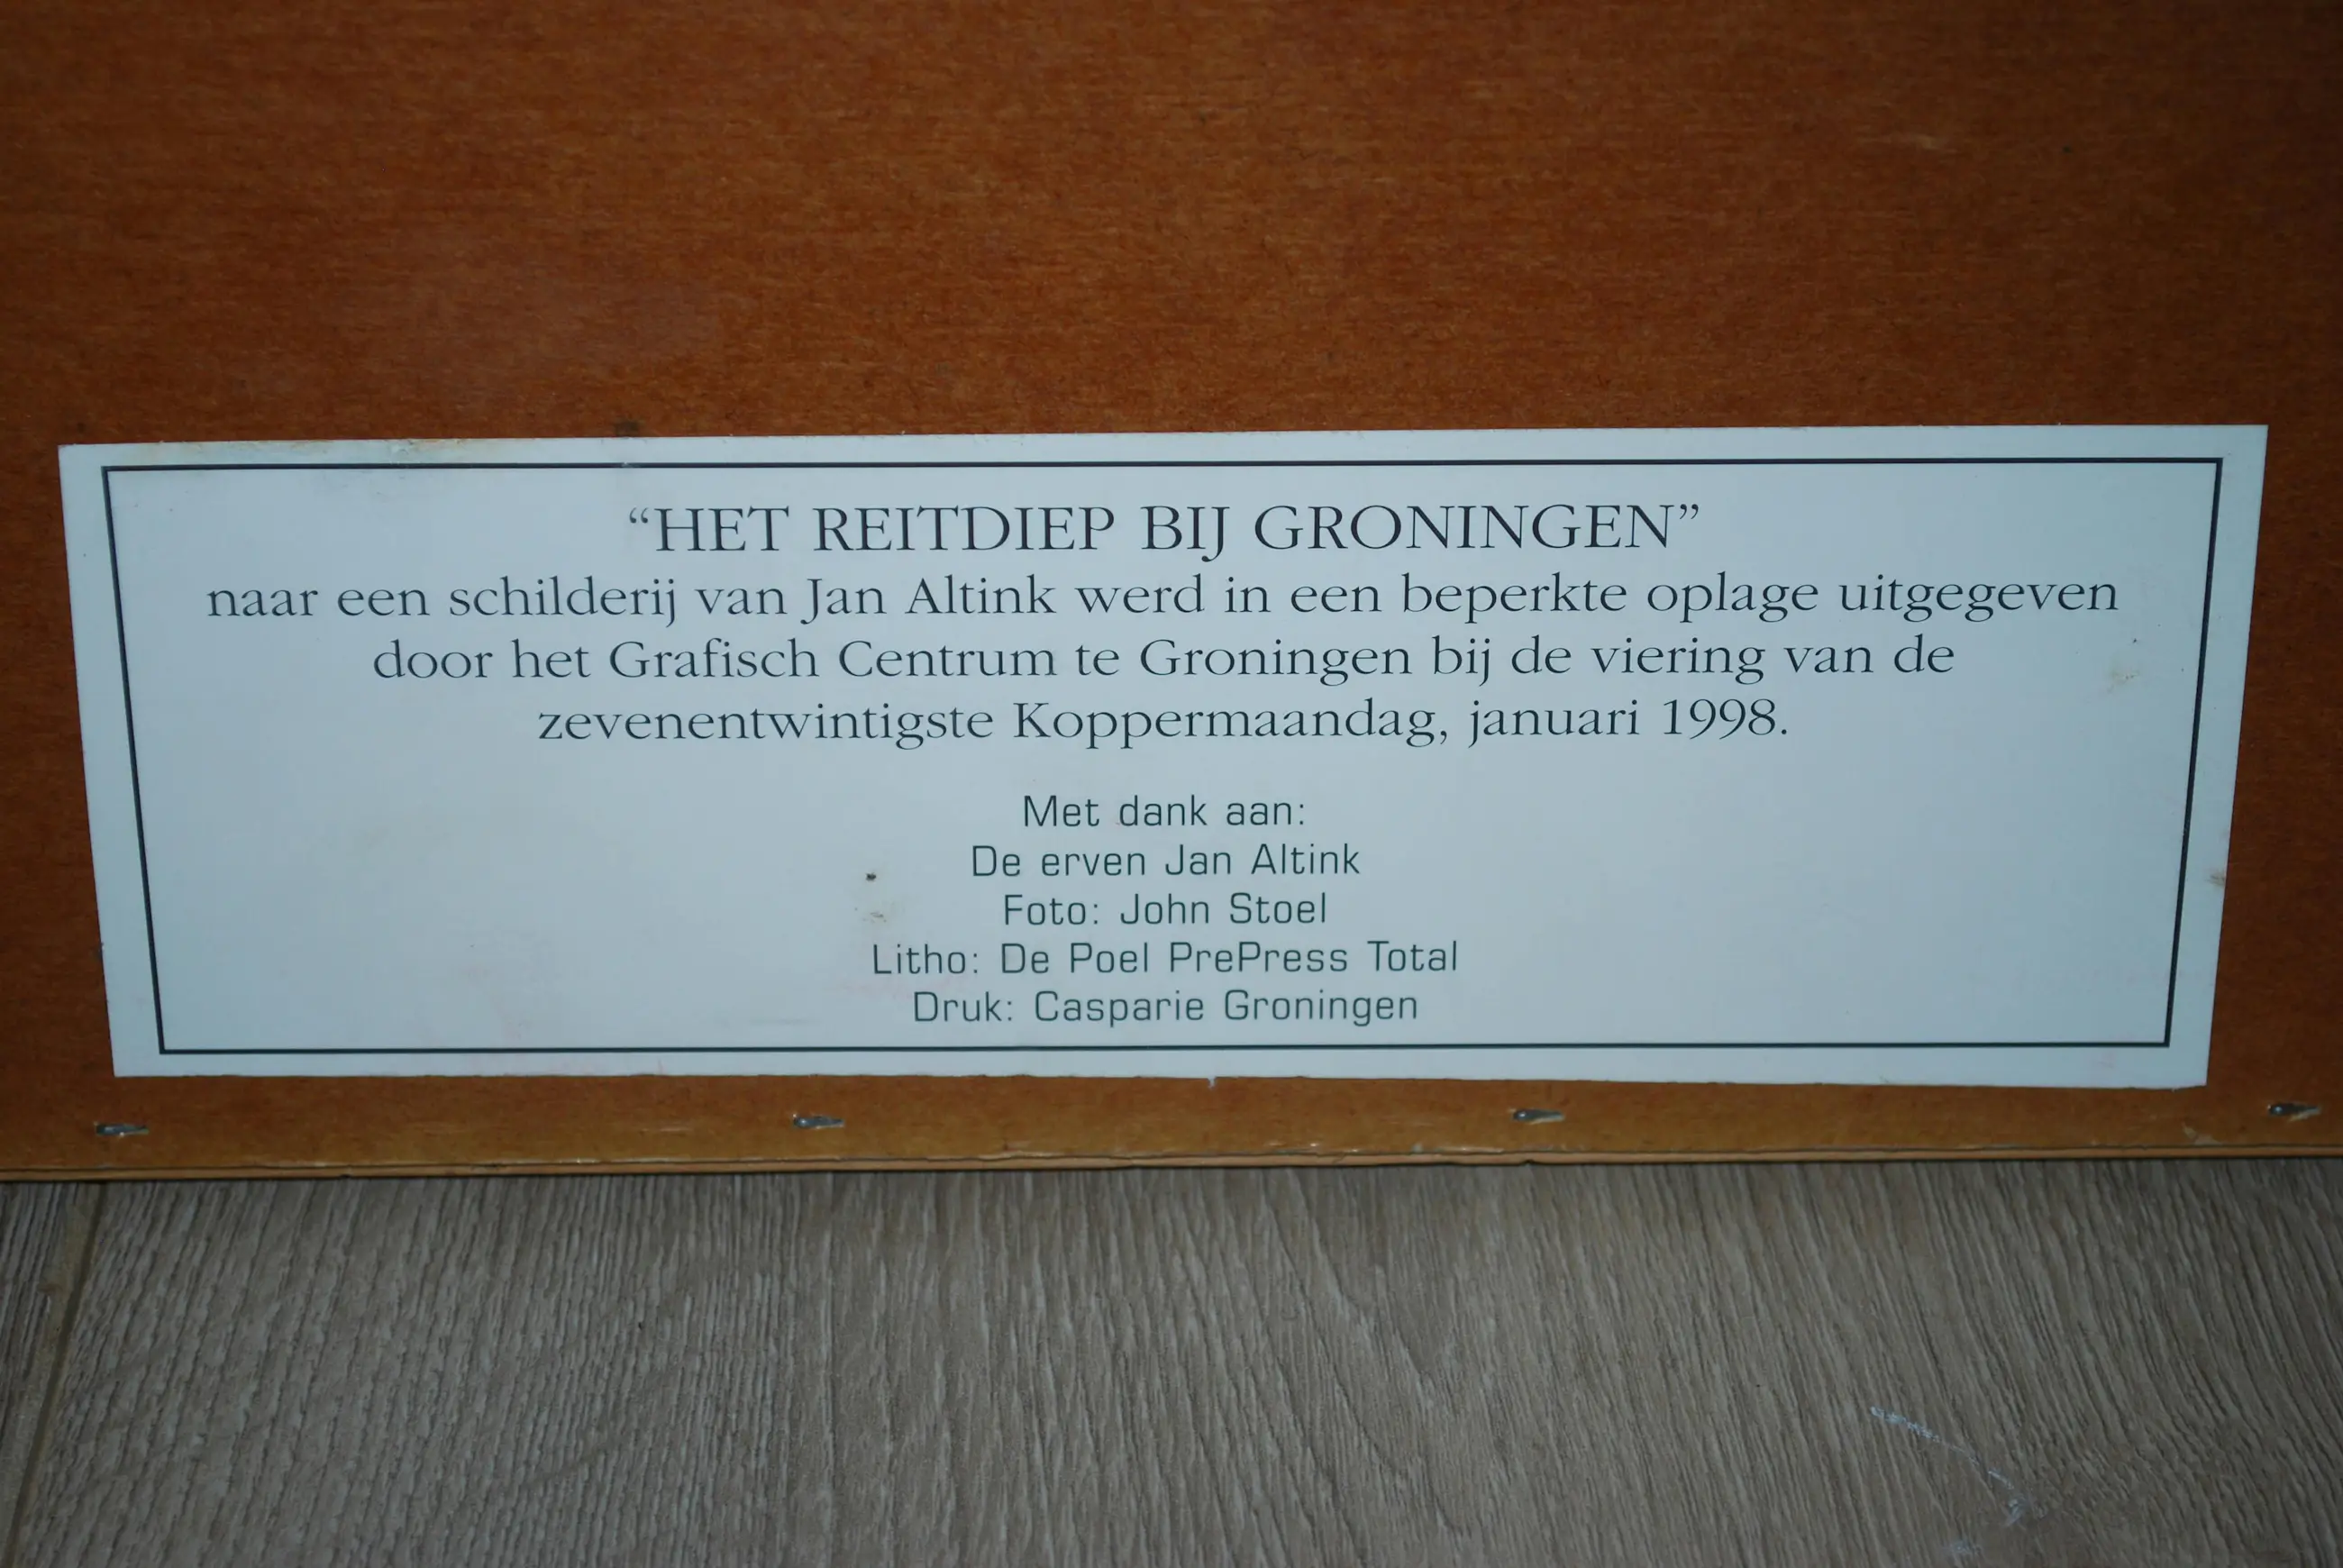 “HET REITDIEP BIJ GRONINGEN”
naar een schilderij van Jan Altink werd in een beperkte oplage uitgegeven
door het Grafisch Centrum te Groningen bij de viering van de
zevenentwintigste Koppermaandag, januari 1998.
Met dank aan:
De erven Jan Altink
Foto: John Stoel
Litho: De Poel PrePress Total
Druk: Casparie Groningen